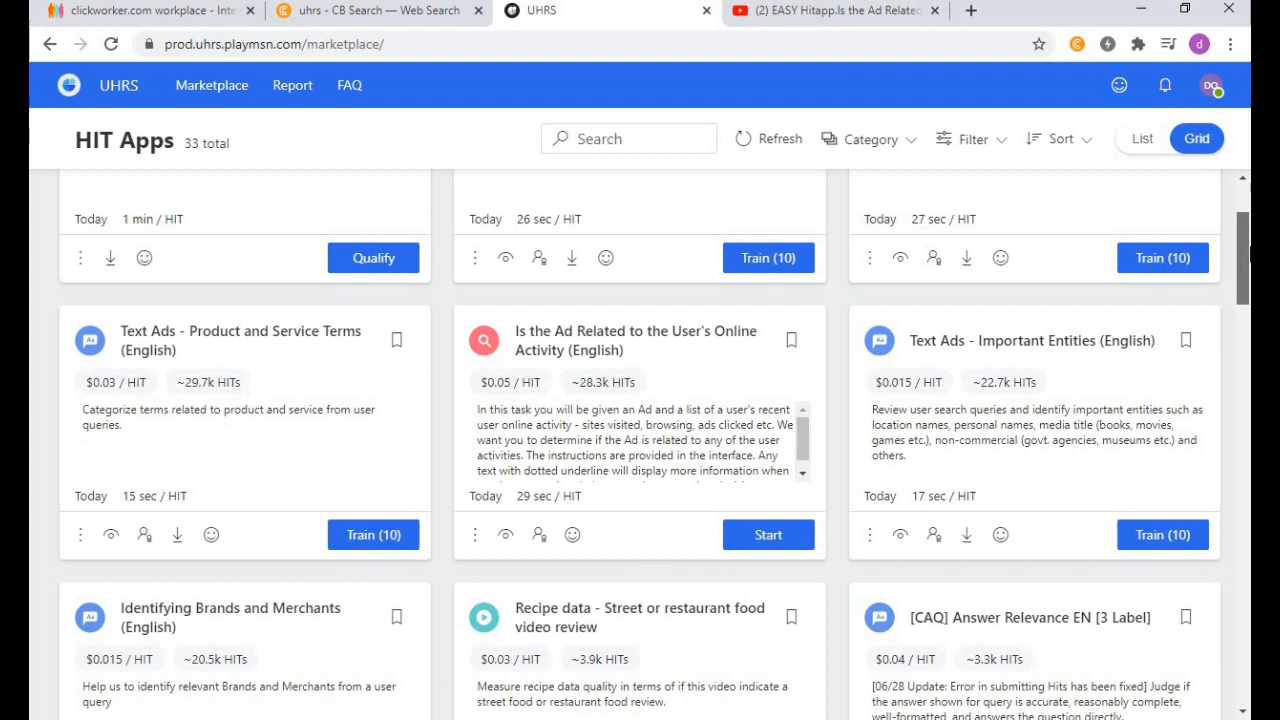 clickworker.com workplace - Inte
uhrs - CB Search — Web Search
UHRS
(2) EASY Hitapp.Is the Ad Relate
prod.uhrs.playmsn.com/marketplace/
d
UHRS
Marketplace
Report
FAQ
DQ
HIT Apps 33 total
Search
Refresh
Category
Filter
Sort
List
Grid
Today 1 min / HIT
Qualify
Today 26 sec / HIT
Train (10)
Today 27 sec / HIT
Train (10)
Text Ads - Product and Service Terms
(English)
$0.03 / HIT ~29.7k HITs
Categorize terms related to product and service from user
queries.
Today 15 sec / HIT
Train (10)
Is the Ad Related to the User's Online
Activity (English)
$0.05 / HIT ~28.3k HITs
In this task you will be given an Ad and a list of a user's recent
user online activity - sites visited, browsing, ads clicked etc. We
want you to determine if the Ad is related to any of the user
activities. The instructions are provided in the interface. Any
text with dotted underline will display more information when
Today 29 sec / HIT
Start
Text Ads - Important Entities (English)
$0.015 / HIT ~22.7k HITs
Review user search queries and identify important entities such as
location names, personal names, media title (books, movies,
games etc.), non-commercial (govt. agencies, museums etc.) and
others.
Today 17 sec / HIT
Train (10)
Identifying Brands and Merchants
(English)
$0.015 / HIT ~20.5k HITs
Help us to identify relevant Brands and Merchants from a user
query
Recipe data - Street or restaurant food
video review
$0.03 / HIT ~3.9k HITs
Measure recipe data quality in terms of if this video indicate a
street food or restaurant food review.
[CAQ] Answer Relevance EN [3 Label]
$0.04 / HIT ~3.3k HITs
[06/28 Update: Error in submitting Hits has been fixed] Judge if
the answer shown for query is accurate, reasonably complete,
well-formatted, and answers the question directly.